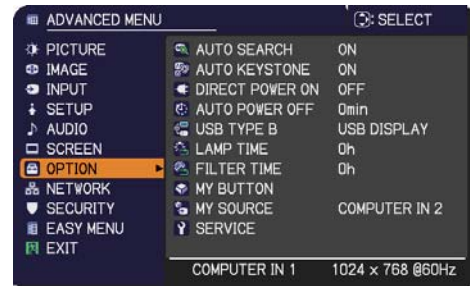 ADVANCED MENU : SELECT
PICTURE
IMAGE
INPUT
SETUP
AUDIO
SCREEN
OPTION
NETWORK
SECURITY
EASY MENU
EXIT
AUTO SEARCH ON
AUTO KEYSTONE ON
DIRECT POWER ON OFF
AUTO POWER OFF 0min
USB TYPE B USB DISPLAY
LAMP TIME 0h
FILTER TIME 0h
MY BUTTON
MY SOURCE COMPUTER IN 2
SERVICE
COMPUTER IN 1 1024 x 768 @60Hz